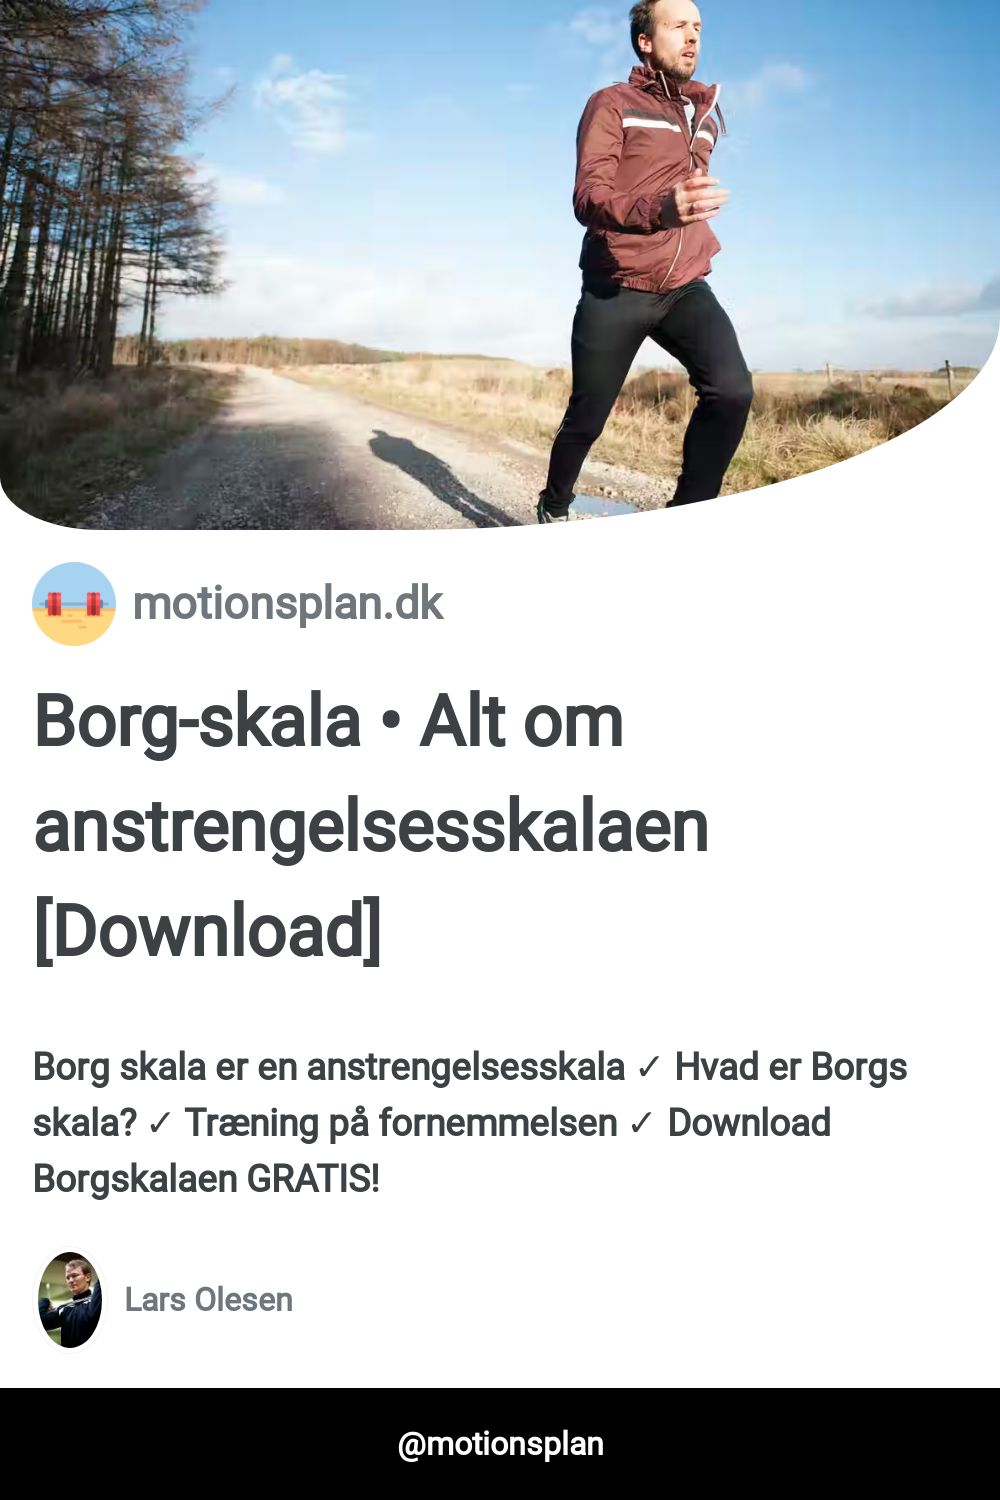 motionsplan.dk
Borg-skala • Alt om
anstrengelsesskalaen
[Download]
Borg skala er en anstrengelsesskala ✓ Hvad er Borgs
skala? ✓ Træning på fornemmelsen ✓ Download
Borgskalaen GRATIS!
Lars Olesen
@motionsplan